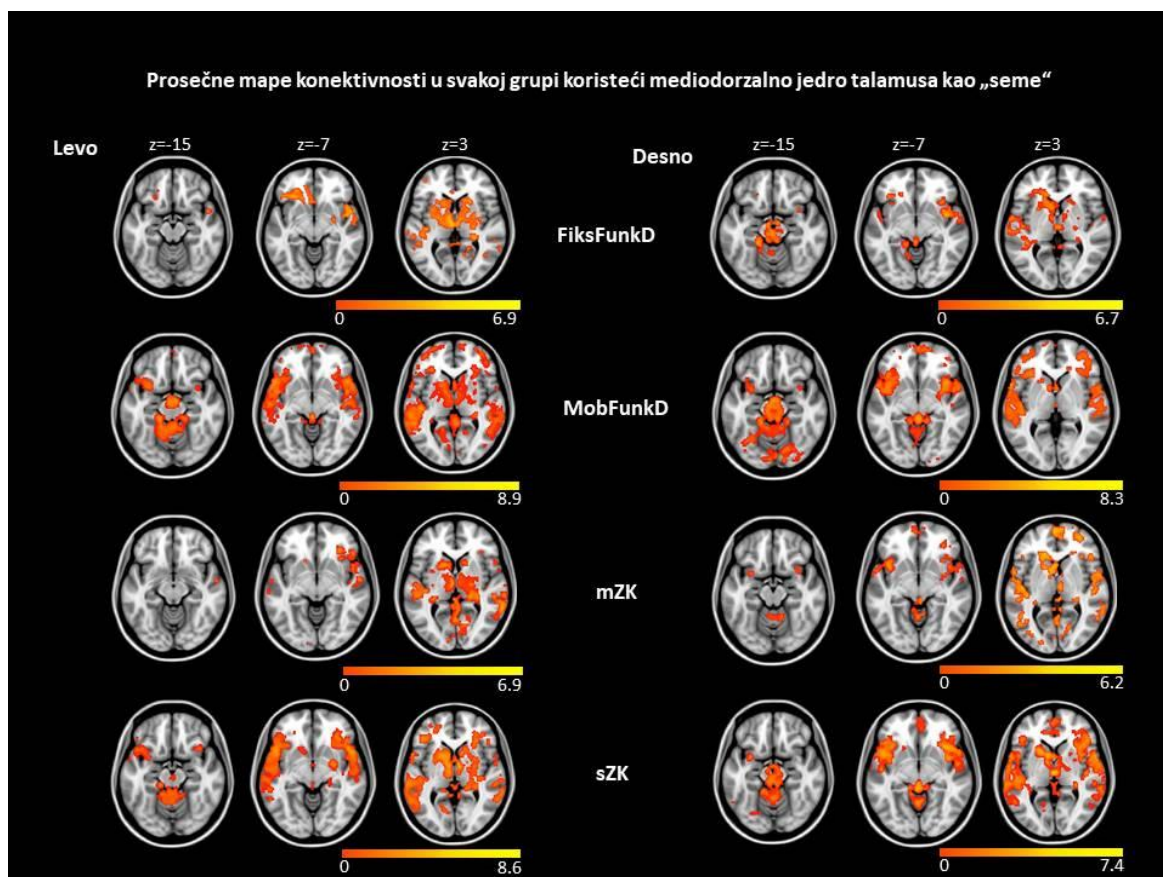 Prosečne mape konektivnosti u svakoj grupi koristeći mediodorzalno jedro talamusa kao „seme“
Levo
z=-15
z=-7
z=3
Desno
z=-15
z=-7
z=3
FiksFunkD
0
6.9
0
6.7
MobFunkD
0
8.9
0
8.3
mZK
0
6.9
0
6.2
sZK
0
8.6
0
7.4